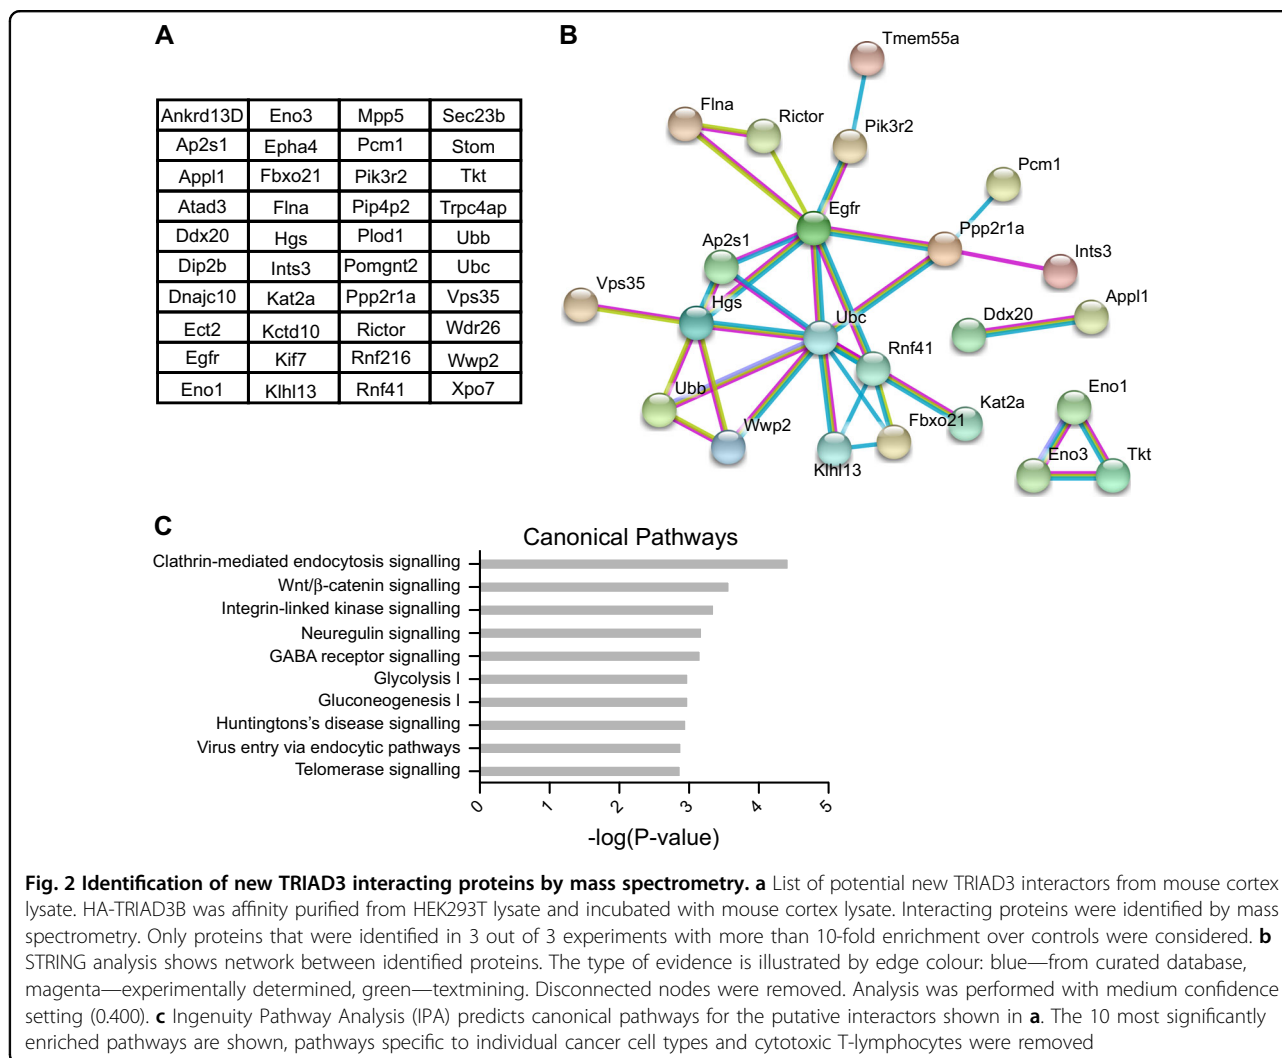 A
Ankrd13D Eno3 Mpp5 Sec23b
Ap2s1 Epha4 Pcm1 Stom
Appl1 Fbxo21 Pik3r2 Tkt
Atad3 Flna Pip4p2 Trpc4ap
Ddx20 Hgs Plod1 Ubb
Dip2b Ints3 Pomgnt2 Ubc
Dnajc10 Kat2a Ppp2r1a Vps35
Ect2 Kctd10 Rictor Wdr26
Egfr Kif7 Rnf216 Wwp2
Eno1 Klhl13 Rnf41 Xpo7
B
Tmem55a
Flna
Rictor
Pik3r2
Pcm1
Egfr
Ppp2r1a
Ap2s1
Ints3
Vps35
Hgs
Ubc
Ddx20
Appl1
Rnf41
Ubb
Wwp2
Klhl13
Fbxo21
Kat2a
Eno1
Eno3
Tkt
C
Canonical Pathways
Clathrin-mediated endocytosis signalling
Wnt/β-catenin signalling
Integrin-linked kinase signalling
Neuregulin signalling
GABA receptor signalling
Glycolysis I
Gluconeogenesis I
Huntingtons's disease signalling
Virus entry via endocytic pathways
Telomerase signalling
0 1 2 3 4 5
-log(P-value)
Fig. 2 Identification of new TRIAD3 interacting proteins by mass spectrometry. a List of potential new TRIAD3 interactors from mouse cortex
lysate. HA-TRIAD3B was affinity purified from HEK293T lysate and incubated with mouse cortex lysate. Interacting proteins were identified by mass
spectrometry. Only proteins that were identified in 3 out of 3 experiments with more than 10-fold enrichment over controls were considered. b
STRING analysis shows network between identified proteins. The type of evidence is illustrated by edge colour: blue—from curated database,
magenta—experimentally determined, green—textmining. Disconnected nodes were removed. Analysis was performed with medium confidence
setting (0.400). c Ingenuity Pathway Analysis (IPA) predicts canonical pathways for the putative interactors shown in a. The 10 most significantly
enriched pathways are shown, pathways specific to individual cancer cell types and cytotoxic T-lymphocytes were removed